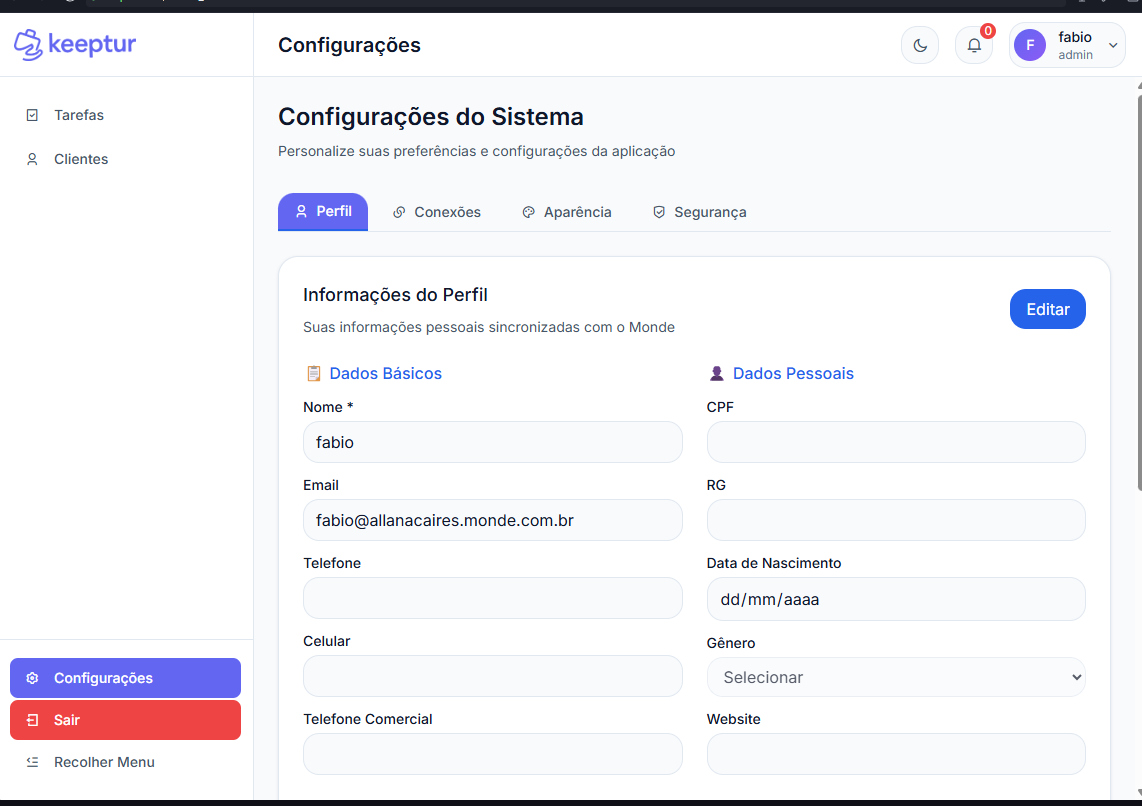 keeptur
Configurações
0
F
fabio
admin
Tarefas
Clientes
Configurações do Sistema
Personalize suas preferências e configurações da aplicação
Perfil
Conexões
Aparência
Segurança
Informações do Perfil
Suas informações pessoais sincronizadas com o Monde
Editar
Dados Básicos
Dados Pessoais
Nome *
CPF
fabio
Email
RG
fabio@allanacaires.monde.com.br
Telefone
Data de Nascimento
dd/mm/aaaa
Celular
Gênero
Selecionar
Telefone Comercial
Website
Configurações
Sair
Recolher Menu